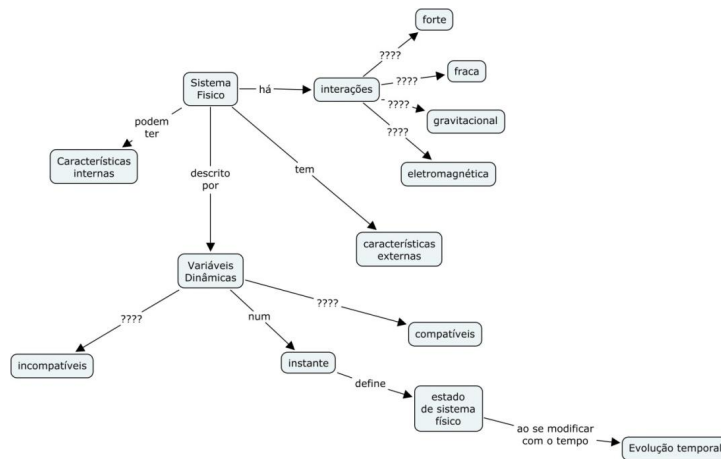 forte
????
fraca
????
Sistema
Fisico
há
interações
????
gravitacional
????
podem
ter
eletromagnética
Características
internas
descrito
por
tem
características
externas
Variáveis
Dinâmicas
????
num
????
compatíveis
incompatíveis
instante
define
estado
de sistema
físico
ao se modificar
com o tempo
Evolução temporal